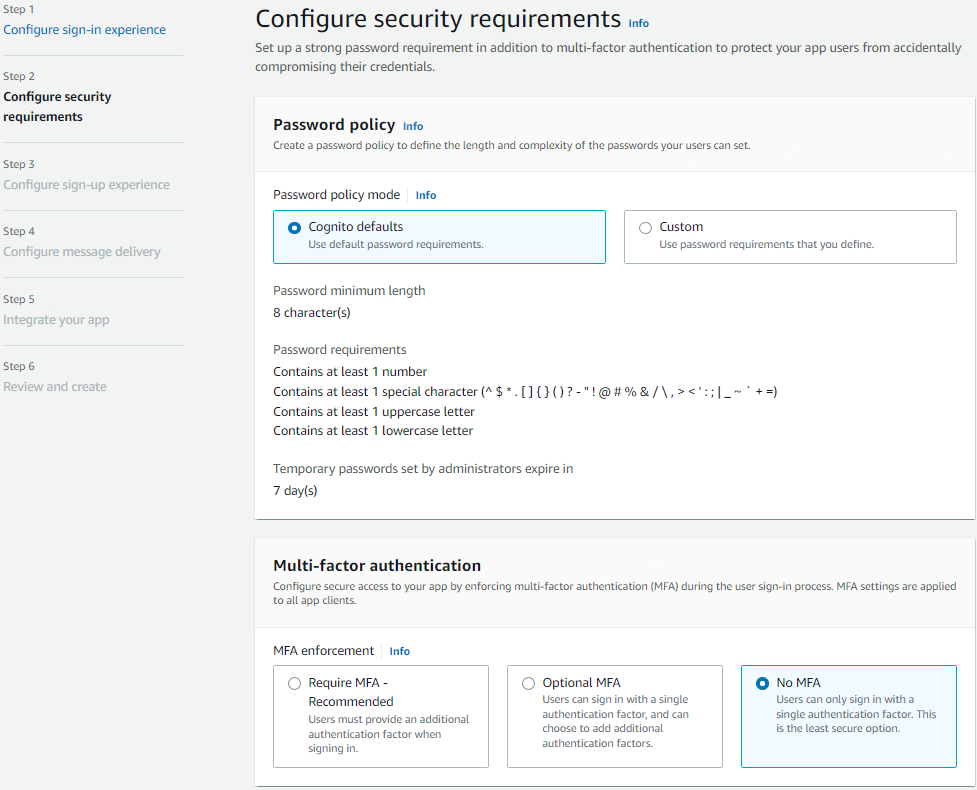 Step 1
Configure sign-in experience
Step 2
Configure security
requirements
Step 3
Configure sign-up experience
Step 4
Configure message delivery
Step 5
Integrate your app
Step 6
Review and create
Configure security requirements Info
Set up a strong password requirement in addition to multi-factor authentication to protect your app users from accidentally
compromising their credentials.
Password policy Info
Create a password policy to define the length and complexity of the passwords your users can set.
Password policy mode Info
Cognito defaults
Use default password requirements.
Custom
Use password requirements that you define.
Password minimum length
8 character(s)
Password requirements
Contains at least 1 number
Contains at least 1 special character (^ $ * . [ ] { } ( ) ? - " ! @ # % & / \ , > < ' : ; | _ ~ ` + =)
Contains at least 1 uppercase letter
Contains at least 1 lowercase letter
Temporary passwords set by administrators expire in
7 day(s)
Multi-factor authentication
Configure secure access to your app by enforcing multi-factor authentication (MFA) during the user sign-in process. MFA settings are applied
to all app clients.
MFA enforcement Info
Require MFA -
Recommended
Users must provide an additional
authentication factor when
signing in.
Optional MFA
Users can sign in with a single
authentication factor, and can
choose to add additional
authentication factors.
No MFA
Users can only sign in with a
single authentication factor. This
is the least secure option.